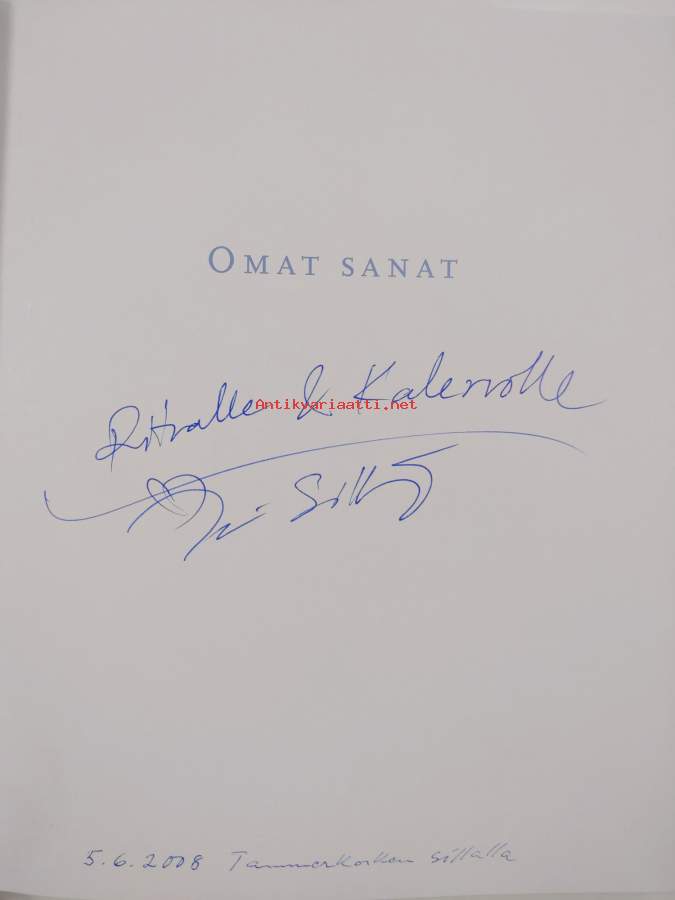 OMAT SANAT
Ritvalle & Kalervolle
Antikvariaatti.net
5.6.2008 Tammerkosken sillalla